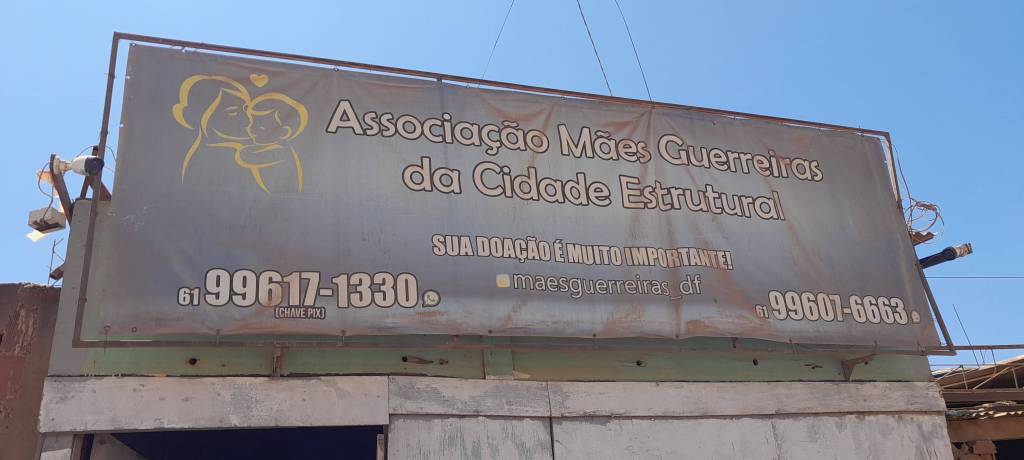 Associação Mães Guerreiras
da Cidade Estrutural
SUA DOAÇÃO É MUITO IMPORTANTE!
maesguerreiras_df
61 99617-1330
(CHAVE PIX)
61 99607-6663